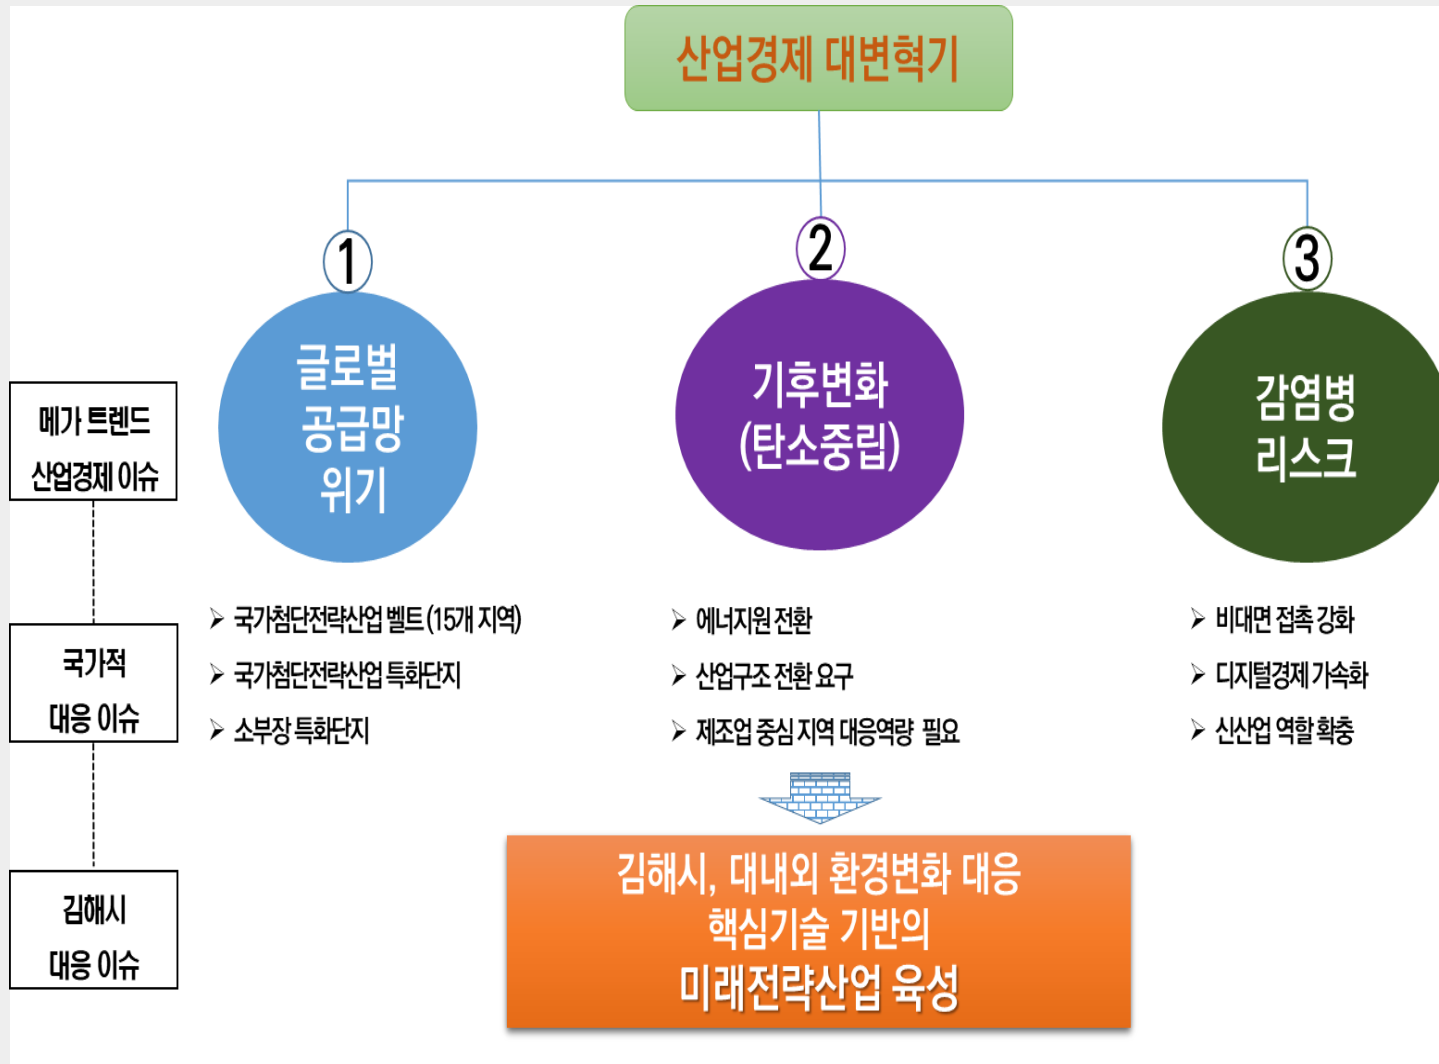 산업경제 대변혁기
1
글로벌
공급망
위기
2
기후변화
(탄소중립)
3
감염병
리스크
메가 트렌드
산업경제 이슈
국가적
대응 이슈
➢ 국가첨단전략산업 벨트 (15개 지역)
➢ 국가첨단전략산업 특화단지
➢ 소부장 특화단지
➢ 에너지원 전환
➢ 산업구조 전환 요구
➢ 제조업 중심 지역 대응역량 필요
➢ 비대면 접촉 강화
➢ 디지털경제 가속화
➢ 신산업 역할 확충
김해시
대응 이슈
김해시, 대내외 환경변화 대응
핵심기술 기반의
미래전략산업 육성